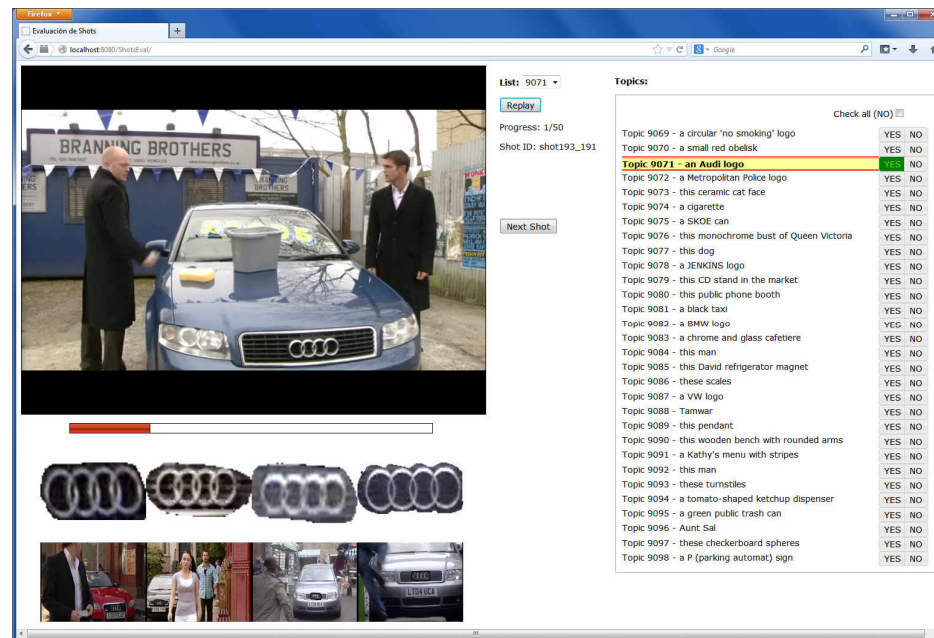 Firefox
Evaluación de Shots
localhost:8080/ShotsEval/
Google
List: 9071
Replay
Progress: 1/50
Shot ID: shot193_191
Next Shot
BRANNING BROTHERS
BRANNING
BROTHERS
LT04UCA
Topics:
Check all (NO)
Topic 9069 - a circular 'no smoking' logo YES NO
Topic 9070 - a small red obelisk YES NO
Topic 9071 - an Audi logo YES NO
Topic 9072 - a Metropolitan Police logo YES NO
Topic 9073 - this ceramic cat face YES NO
Topic 9074 - a cigarette YES NO
Topic 9075 - a SKOE can YES NO
Topic 9076 - this monochrome bust of Queen Victoria YES NO
Topic 9077 - this dog YES NO
Topic 9078 - a JENKINS logo YES NO
Topic 9079 - this CD stand in the market YES NO
Topic 9080 - this public phone booth YES NO
Topic 9081 - a black taxi YES NO
Topic 9082 - a BMW logo YES NO
Topic 9083 - a chrome and glass cafetiere YES NO
Topic 9084 - this man YES NO
Topic 9085 - this David refrigerator magnet YES NO
Topic 9086 - these scales YES NO
Topic 9087 - a VW logo YES NO
Topic 9088 - Tamwar YES NO
Topic 9089 - this pendant YES NO
Topic 9090 - this wooden bench with rounded arms YES NO
Topic 9091 - a Kathy's menu with stripes YES NO
Topic 9092 - this man YES NO
Topic 9093 - these turnstiles YES NO
Topic 9094 - a tomato-shaped ketchup dispenser YES NO
Topic 9095 - a green public trash can YES NO
Topic 9096 - Aunt Sal YES NO
Topic 9097 - these checkerboard spheres YES NO
Topic 9098 - a P (parking automat) sign YES NO